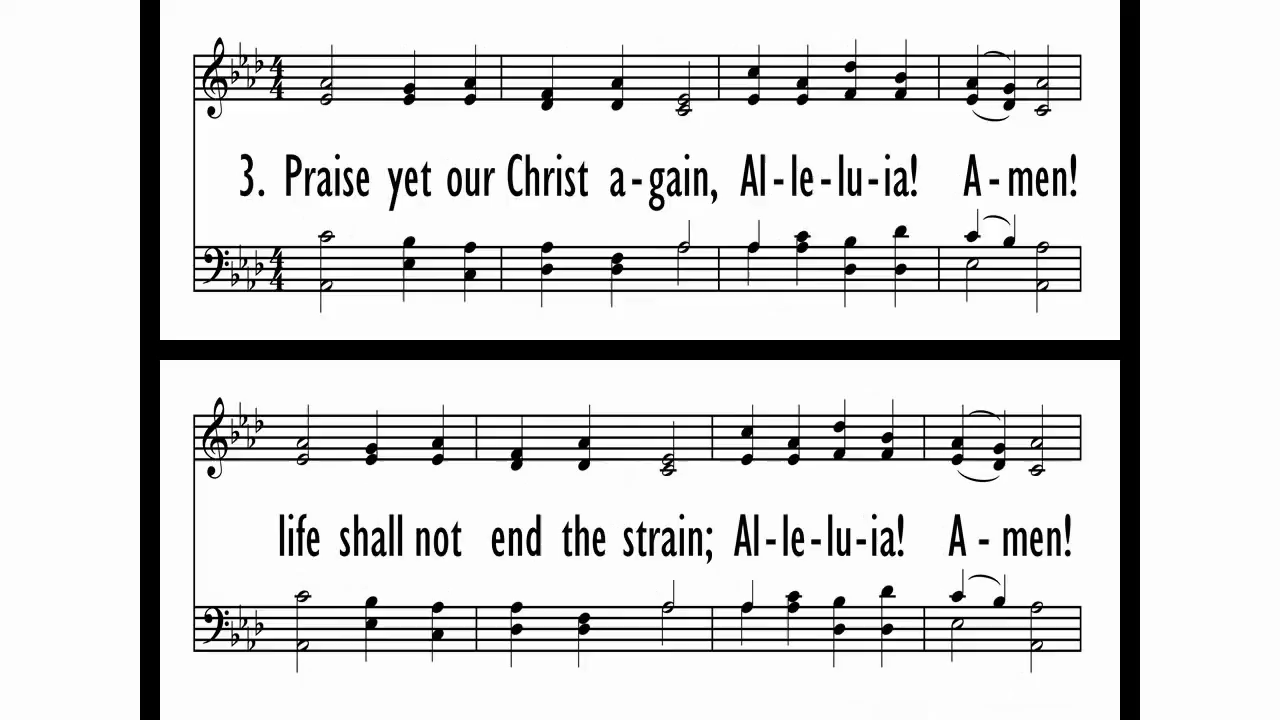 3. Praise yet our Christ a-gain, Al-le-lu-ia! A-men!
life shall not end the strain; Al-le-lu-ia! A-men!